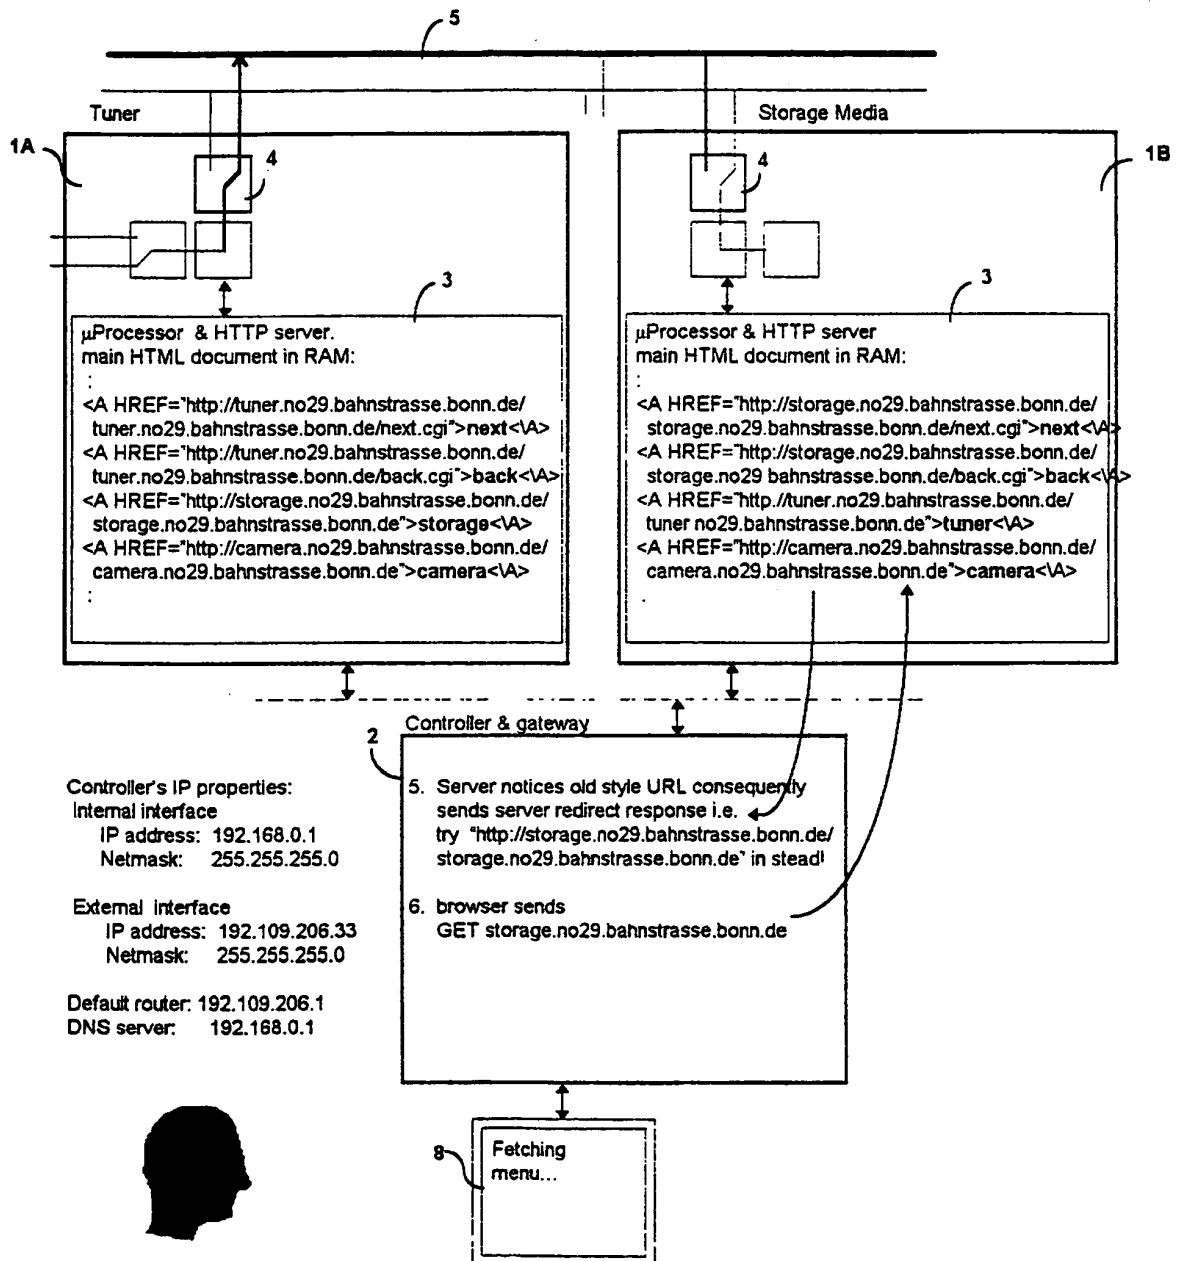 5
Tuner
Storage Media
1A
4
4
1B
3
µProcessor & HTTP server.
main HTML document in RAM:
:
<A HREF="http://tuner.no29.bahnstrasse.bonn.de/
tuner.no29.bahnstrasse.bonn.de/next.cgi">next<\A>
<A HREF="http://tuner.no29.bahnstrasse.bonn.de/
tuner.no29.bahnstrasse.bonn.de/back.cgi">back<\A>
<A HREF="http://storage.no29.bahnstrasse.bonn.de/
storage.no29.bahnstrasse.bonn.de">storage<\A>
<A HREF="http://camera.no29.bahnstrasse.bonn.de/
camera.no29.bahnstrasse.bonn.de">camera<\A>
:
3
µProcessor & HTTP server
main HTML document in RAM:
:
<A HREF="http://storage.no29.bahnstrasse.bonn.de/
storage.no29.bahnstrasse.bonn.de/next.cgi">next<\A>
<A HREF="http://storage.no29.bahnstrasse.bonn.de/
storage.no29 bahnstrasse.bonn.de/back.cgi">back<\A>
<A HREF="http://tuner.no29.bahnstrasse.bonn.de/
tuner no29.bahnstrasse.bonn.de">tuner<\A>
<A HREF="http://camera.no29.bahnstrasse.bonn.de/
camera.no29.bahnstrasse.bonn.de">camera<\A>
.
Controller & gateway
2
5. Server notices old style URL consequently
sends server redirect response i.e.
try "http://storage.no29.bahnstrasse.bonn.de/
storage.no29.bahnstrasse.bonn.de" in stead!
6. browser sends
GET storage.no29.bahnstrasse.bonn.de
Controller's IP properties:
Internal interface
IP address: 192.168.0.1
Netmask: 255.255.255.0
External interface
IP address: 192.109.206.33
Netmask: 255.255.255.0
Default router: 192.109.206.1
DNS server: 192.168.0.1
8
Fetching
menu...